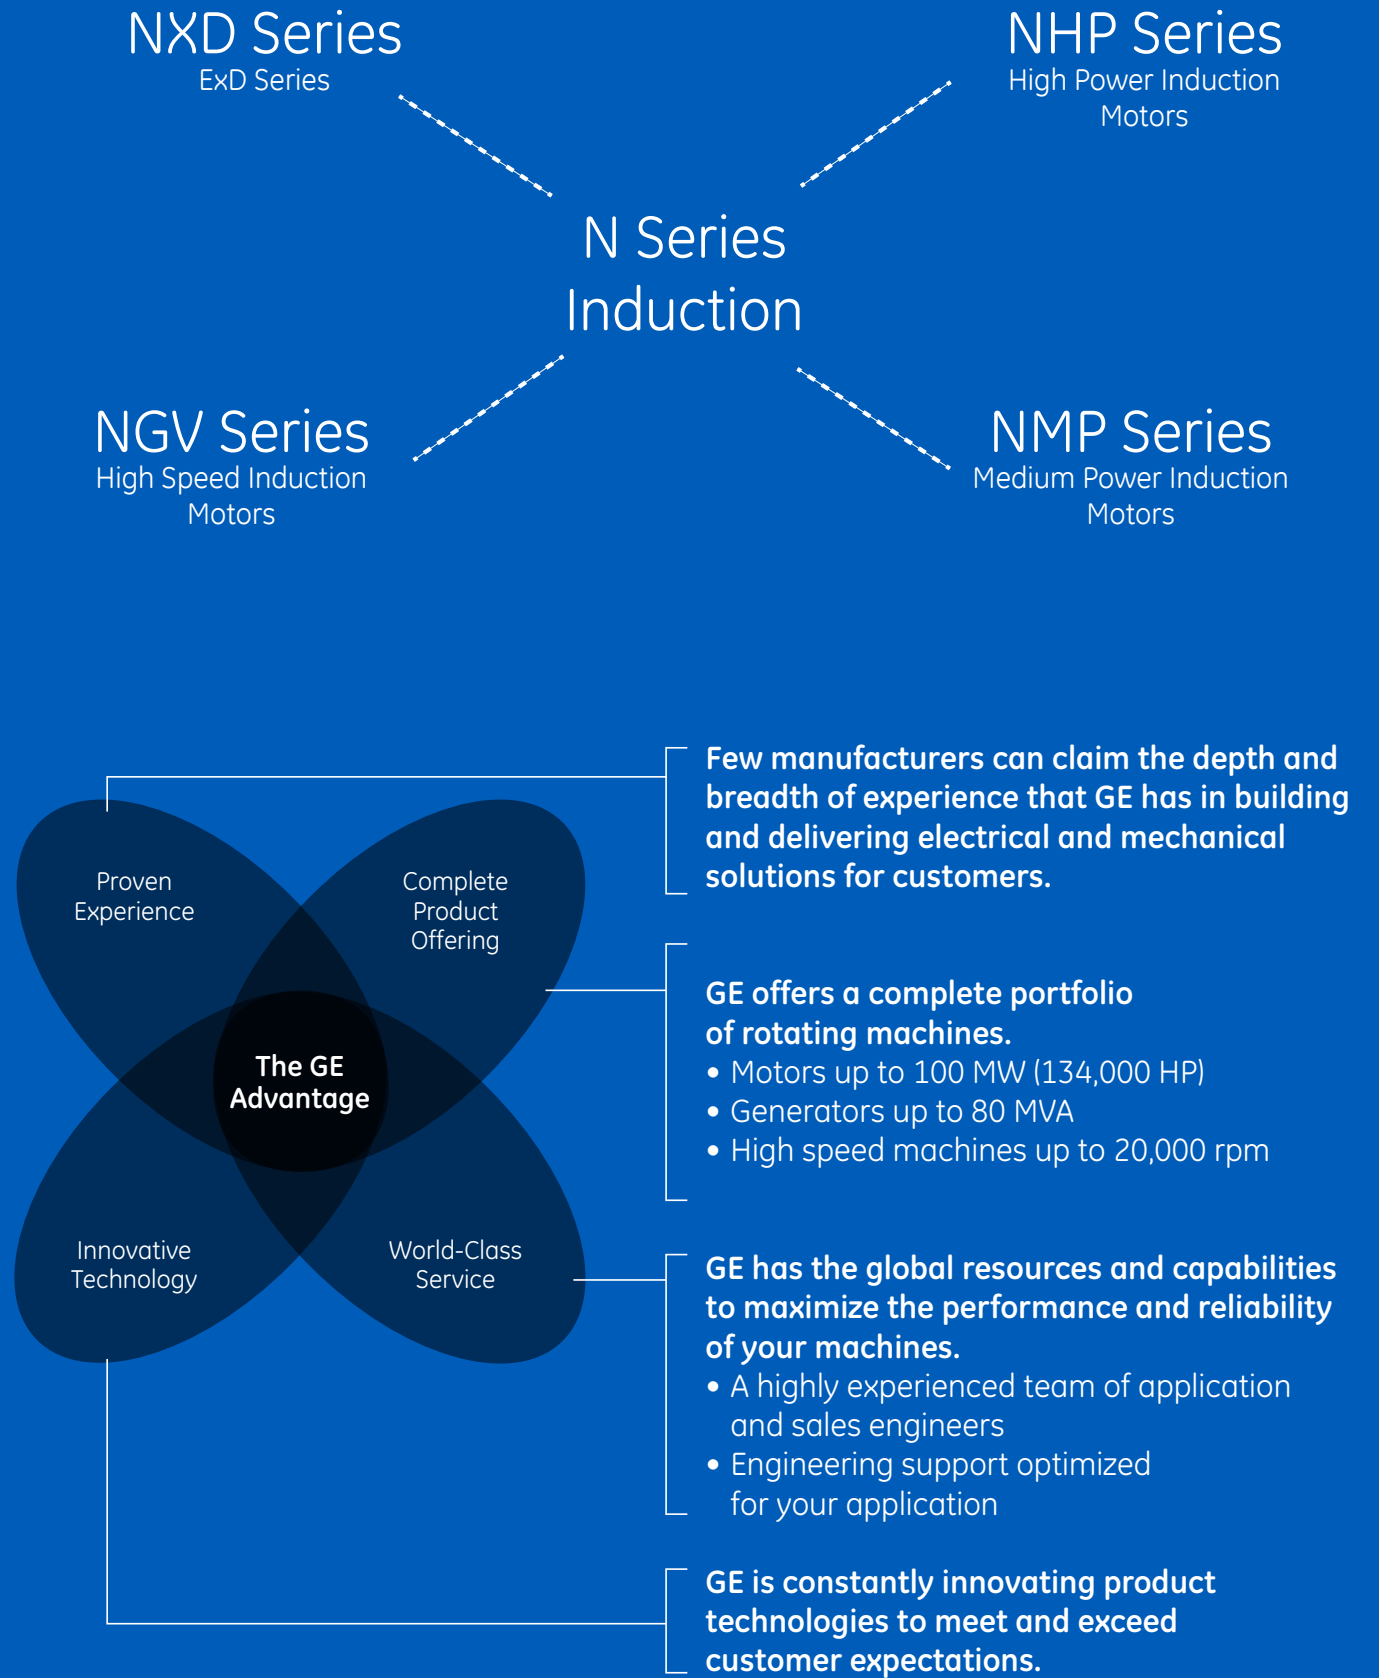 NXD Series
ExD Series
NHP Series
High Power Induction
Motors
N Series
Induction
NGV Series
High Speed Induction
Motors
NMP Series
Medium Power Induction
Motors
Proven
Experience
Complete
Product
Offering
The GE
Advantage
Innovative
Technology
World-Class
Service
Few manufacturers can claim the depth and
breadth of experience that GE has in building
and delivering electrical and mechanical
solutions for customers.
GE offers a complete portfolio
of rotating machines.
• Motors up to 100 MW (134,000 HP)
• Generators up to 80 MVA
• High speed machines up to 20,000 rpm
GE has the global resources and capabilities
to maximize the performance and reliability
of your machines.
• A highly experienced team of application
and sales engineers
• Engineering support optimized
for your application
GE is constantly innovating product
technologies to meet and exceed
customer expectations.